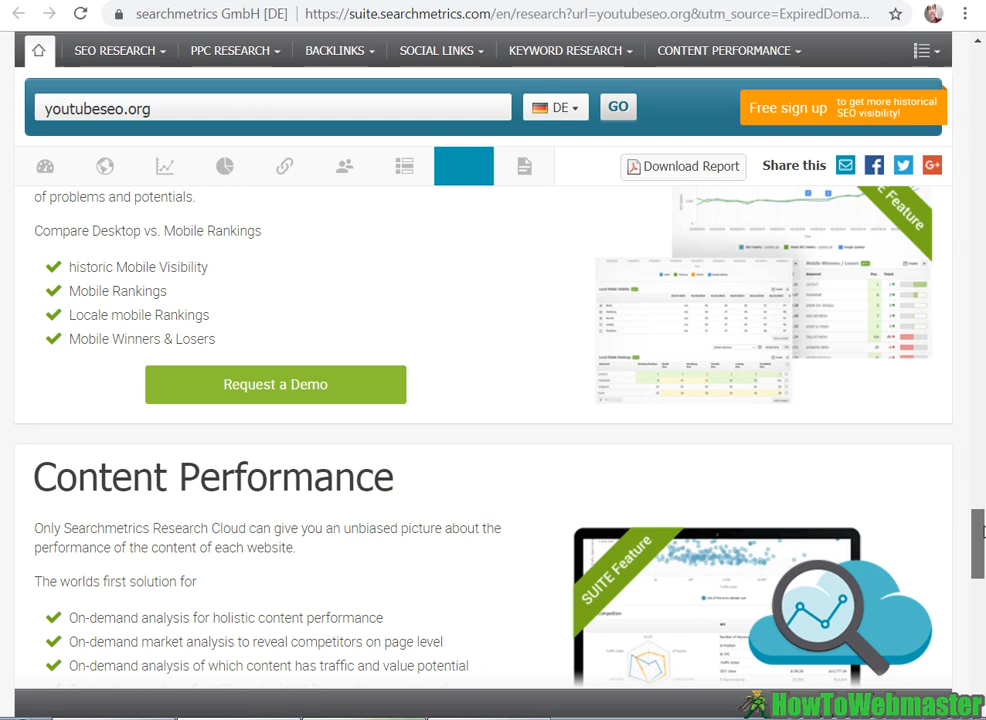 searchmetrics GmbH [DE] https://suite.searchmetrics.com/en/research?url=youtubeseo.org&utm_source=ExpiredDoma...
SEO RESEARCH PPC RESEARCH BACKLINKS SOCIAL LINKS KEYWORD RESEARCH CONTENT PERFORMANCE
youtubeseo.org DE GO Free sign up to get more historical
SEO visibility!
Download Report Share this
of problems and potentials.
Compare Desktop vs. Mobile Rankings
historic Mobile Visibility
Mobile Rankings
Locale mobile Rankings
Mobile Winners & Losers
Request a Demo
E Feature
Mobile Winners / Losers
Content Performance
Only Searchmetrics Research Cloud can give you an unbiased picture about the
performance of the content of each website.
The worlds first solution for
On-demand analysis for holistic content performance
On-demand market analysis to reveal competitors on page level
On-demand analysis of which content has traffic and value potential
SUITE Feature
HowToWebmaster